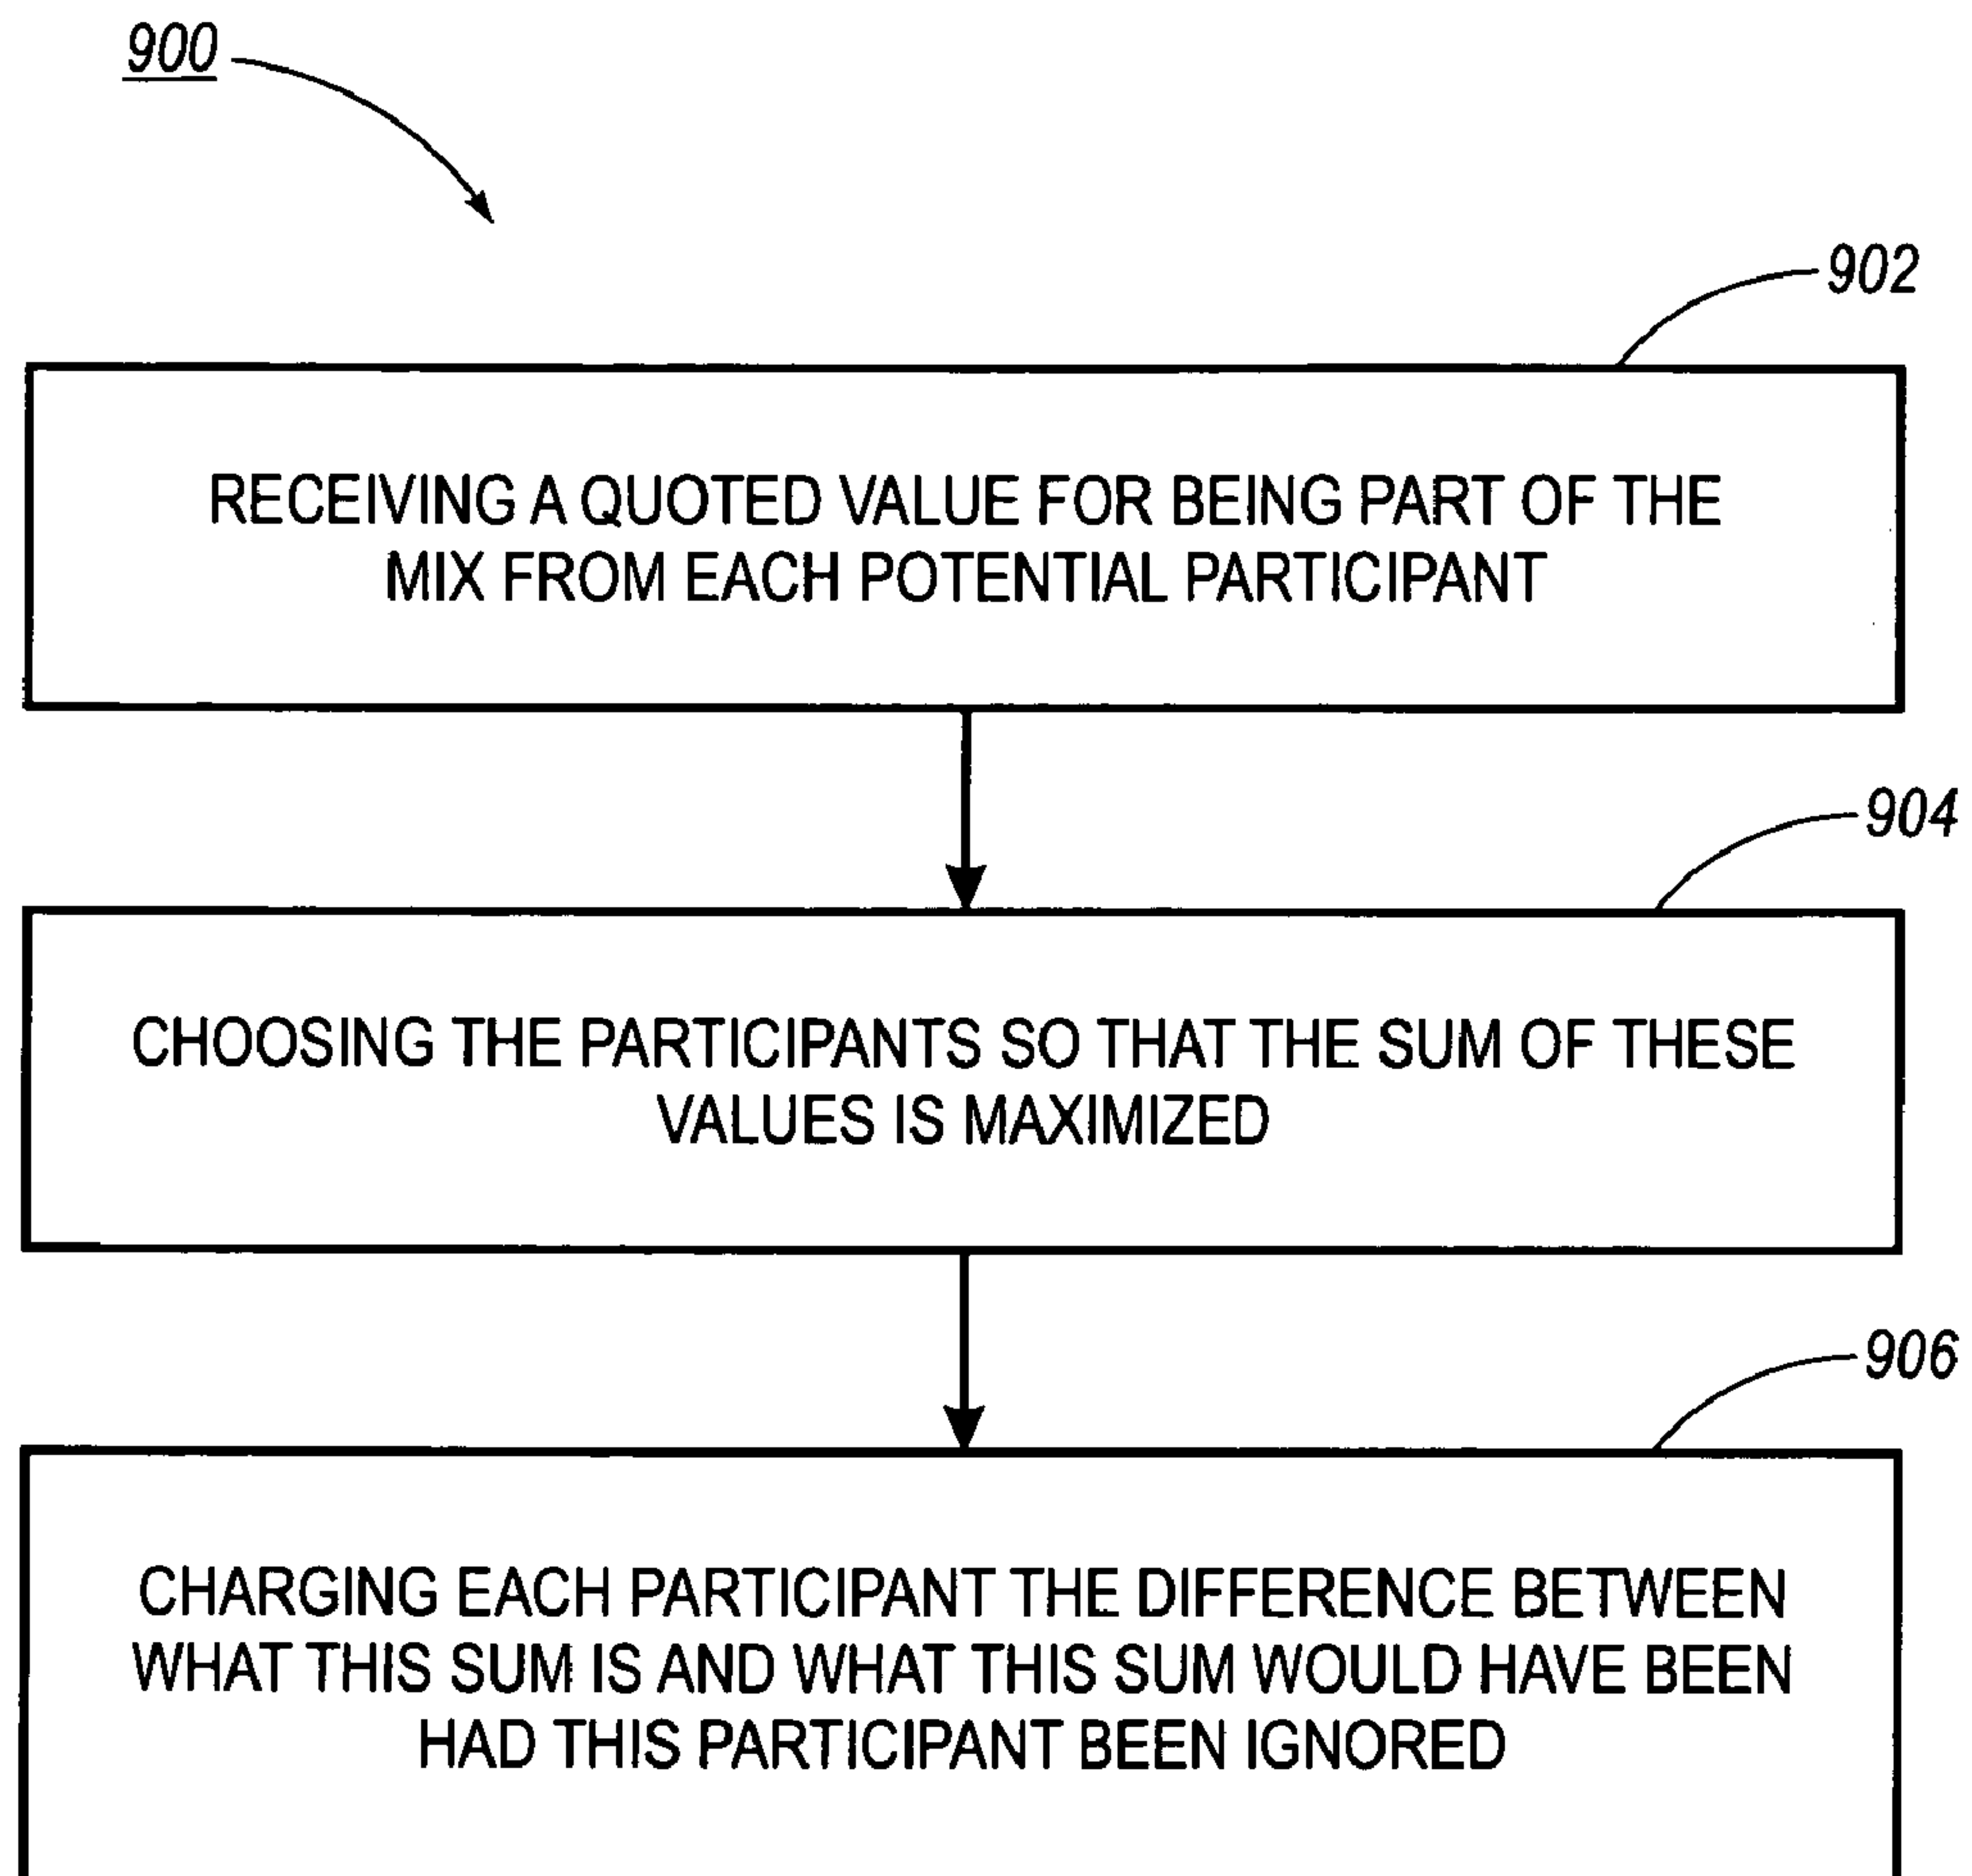 900
902
RECEIVING A QUOTED VALUE FOR BEING PART OF THE
MIX FROM EACH POTENTIAL PARTICIPANT
904
CHOOSING THE PARTICIPANTS SO THAT THE SUM OF THESE
VALUES IS MAXIMIZED
906
CHARGING EACH PARTICIPANT THE DIFFERENCE BETWEEN
WHAT THIS SUM IS AND WHAT THIS SUM WOULD HAVE BEEN
HAD THIS PARTICIPANT BEEN IGNORED